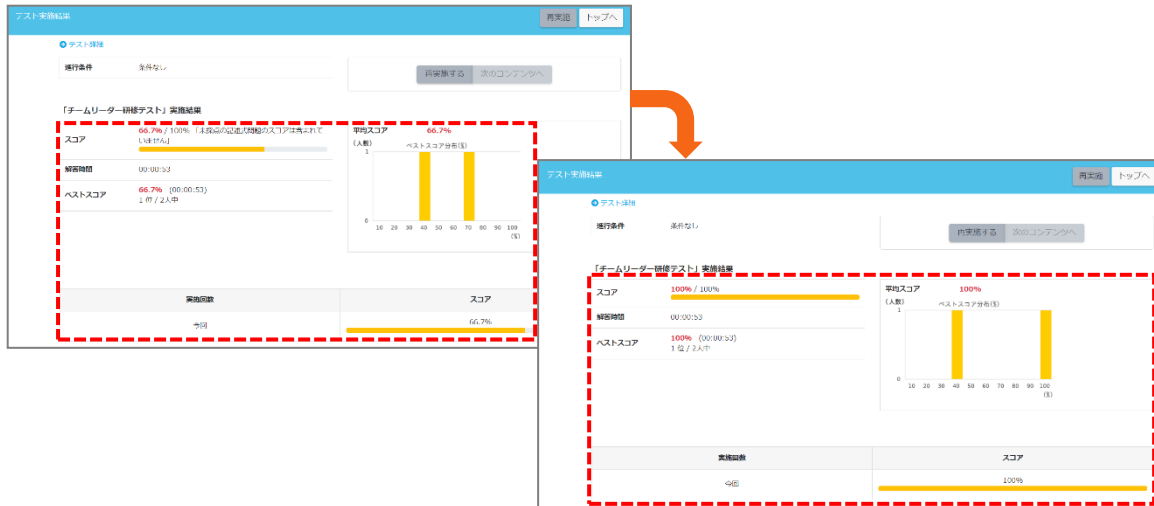 テスト実施結果
再実施 トップへ
テスト詳細
進行条件 条件なし
再実施する 次のコンテンツへ
「チームリーダー研修テスト」実施結果
スコア 66.7% / 100% 「未採点の記述式問題のスコアは含まれて
いません」
解答時間 00:00:53
ベストスコア 66.7% (00:00:53)
1 位 / 2人中
平均スコア 66.7%
(人数) ベストスコア分布(%)
1
0
10 20 30 40 50 60 70 80 90 100
(%)
実施回数 スコア
今回 66.7%
テスト実施結果
再実施 トップへ
テスト詳細
進行条件 条件なし
再実施する 次のコンテンツへ
「チームリーダー研修テスト」実施結果
スコア 100% / 100%
解答時間 00:00:53
ベストスコア 100% (00:00:53)
1 位 / 2人中
平均スコア 100%
(人数) ベストスコア分布(%)
1
0
10 20 30 40 50 60 70 80 90 100
(%)
実施回数 スコア
今回 100%